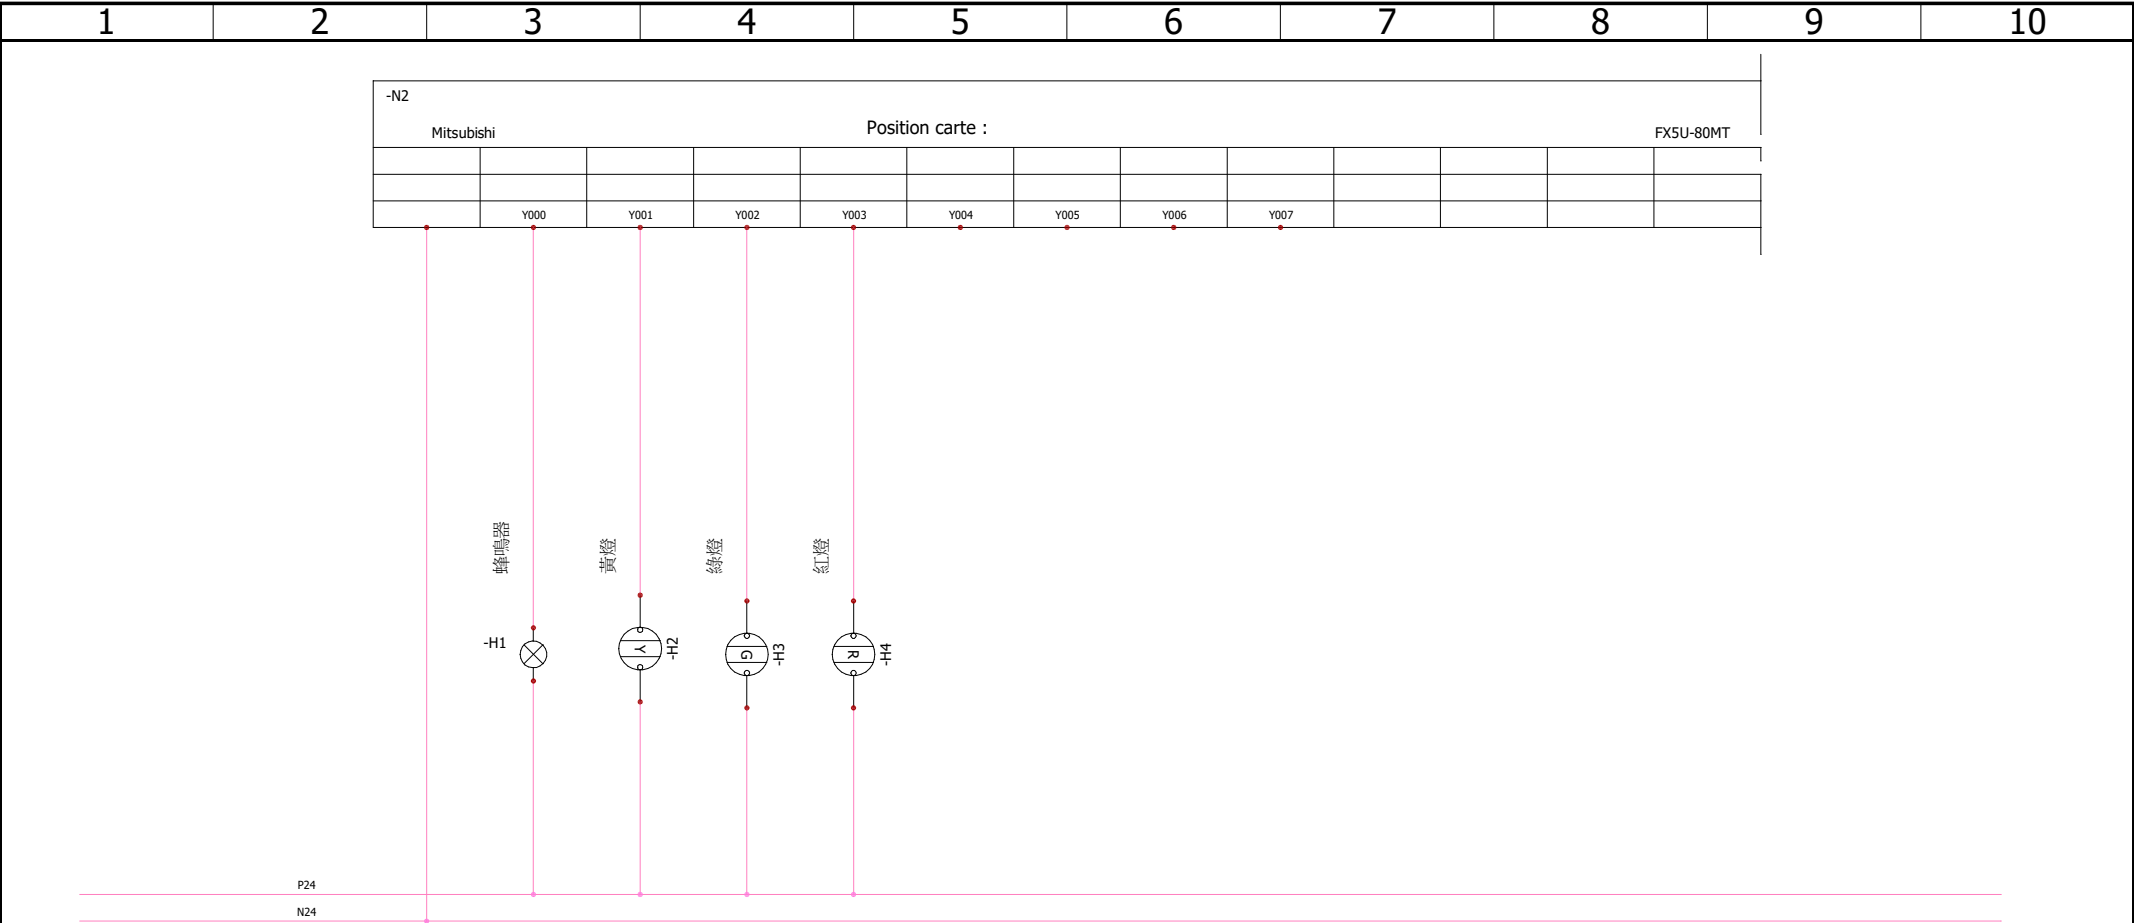 1 2 3 4 5 6 7 8 9 10
-N2
Mitsubishi Position carte : FX5U-80MT
Y000 Y001 Y002 Y003 Y004 Y005 Y006 Y007
蜂鳴器 黃燈 綠燈 紅燈
-H1 Y -H2 G -H3 R -H4
P24
N24